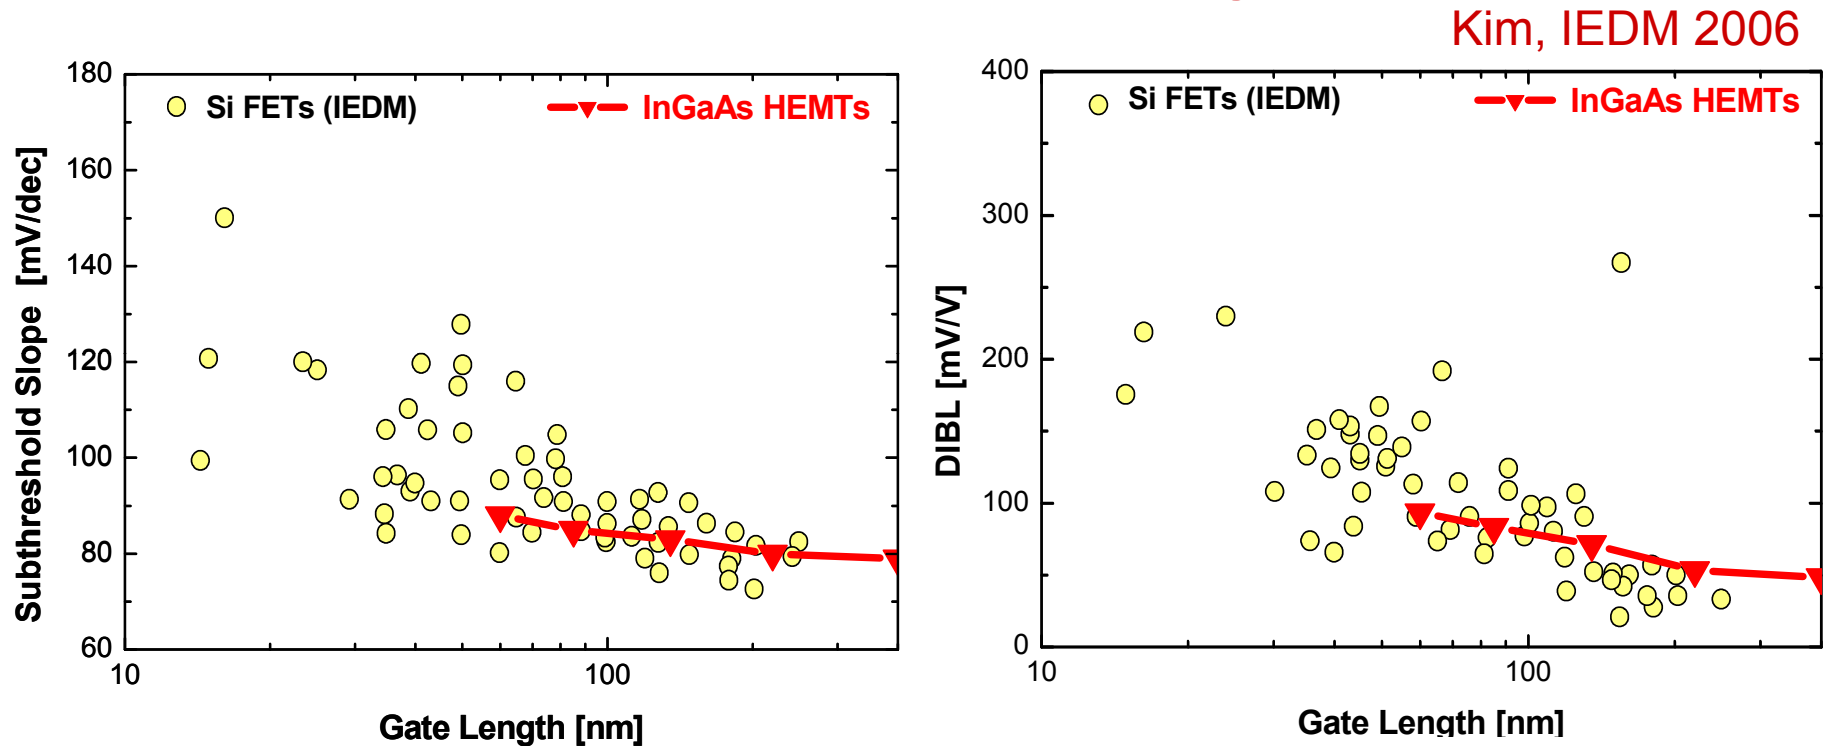 Kim, IEDM 2006
180
160
140
120
100
80
60
10
100
Subthreshold Slope [mV/dec]
Gate Length [nm]
Si FETs (IEDM)
InGaAs HEMTs
400
300
200
100
0
10
100
DIBL [mV/V]
Gate Length [nm]
Si FETs (IEDM)
InGaAs HEMTs